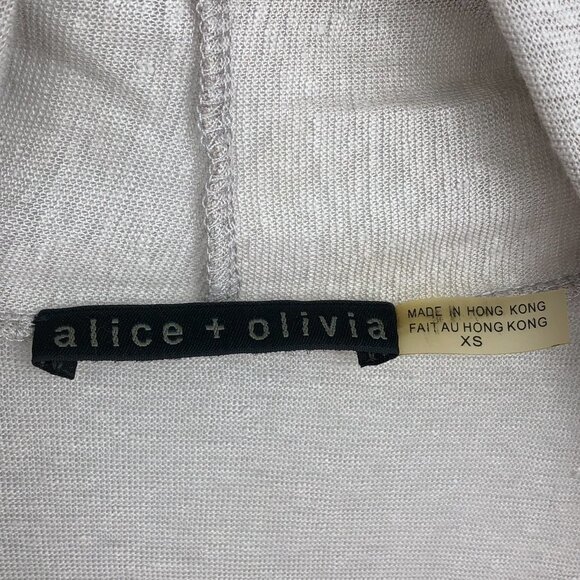 alice + olivia
MADE IN HONG KONG
FAIT AU HONG KONG
XS